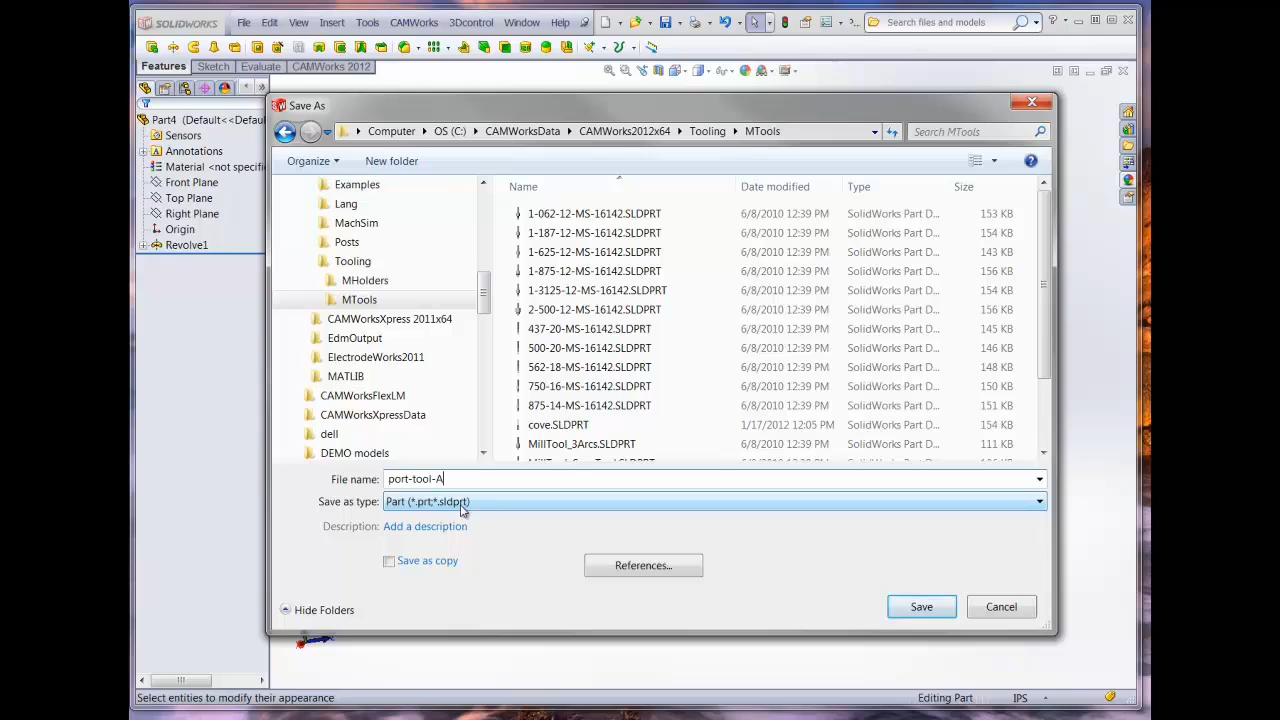 SOLIDWORKS File Edit View Insert Tools CAMWorks 3Dcontrol Window Help Search files and models
Features Sketch Evaluate CAMWorks 2012
Part4 (Default<<Defau
Sensors
Annotations
Material <not specif
Front Plane
Top Plane
Right Plane
Origin
Revolve1
Save As
Computer OS (C:) CAMWorksData CAMWorks2012x64 Tooling MTools Search MTools
Organize New folder
Examples
Lang
MachSim
Posts
Tooling
MHolders
MTools
CAMWorksXpress 2011x64
EdmOutput
ElectrodeWorks2011
MATLIB
CAMWorksFlexLM
CAMWorksXpressData
dell
DEMO models
Name Date modified Type Size
1-062-12-MS-16142.SLDPRT 6/8/2010 12:39 PM SolidWorks Part D... 153 KB
1-187-12-MS-16142.SLDPRT 6/8/2010 12:39 PM SolidWorks Part D... 154 KB
1-625-12-MS-16142.SLDPRT 6/8/2010 12:39 PM SolidWorks Part D... 143 KB
1-875-12-MS-16142.SLDPRT 6/8/2010 12:39 PM SolidWorks Part D... 156 KB
1-3125-12-MS-16142.SLDPRT 6/8/2010 12:39 PM SolidWorks Part D... 154 KB
2-500-12-MS-16142.SLDPRT 6/8/2010 12:39 PM SolidWorks Part D... 156 KB
437-20-MS-16142.SLDPRT 6/8/2010 12:39 PM SolidWorks Part D... 145 KB
500-20-MS-16142.SLDPRT 6/8/2010 12:39 PM SolidWorks Part D... 146 KB
562-18-MS-16142.SLDPRT 6/8/2010 12:39 PM SolidWorks Part D... 148 KB
750-16-MS-16142.SLDPRT 6/8/2010 12:39 PM SolidWorks Part D... 150 KB
875-14-MS-16142.SLDPRT 6/8/2010 12:39 PM SolidWorks Part D... 151 KB
cove.SLDPRT 1/17/2012 12:05 PM SolidWorks Part D... 62 KB
MillTool_3Arcs.SLDPRT 6/8/2010 12:39 PM SolidWorks Part D... 111 KB
File name: port-tool-A
Save as type: Part (*.prt;*.sldprt)
Description: Add a description
Save as copy
References...
Hide Folders
Save Cancel
Select entities to modify their appearance Editing Part IPS